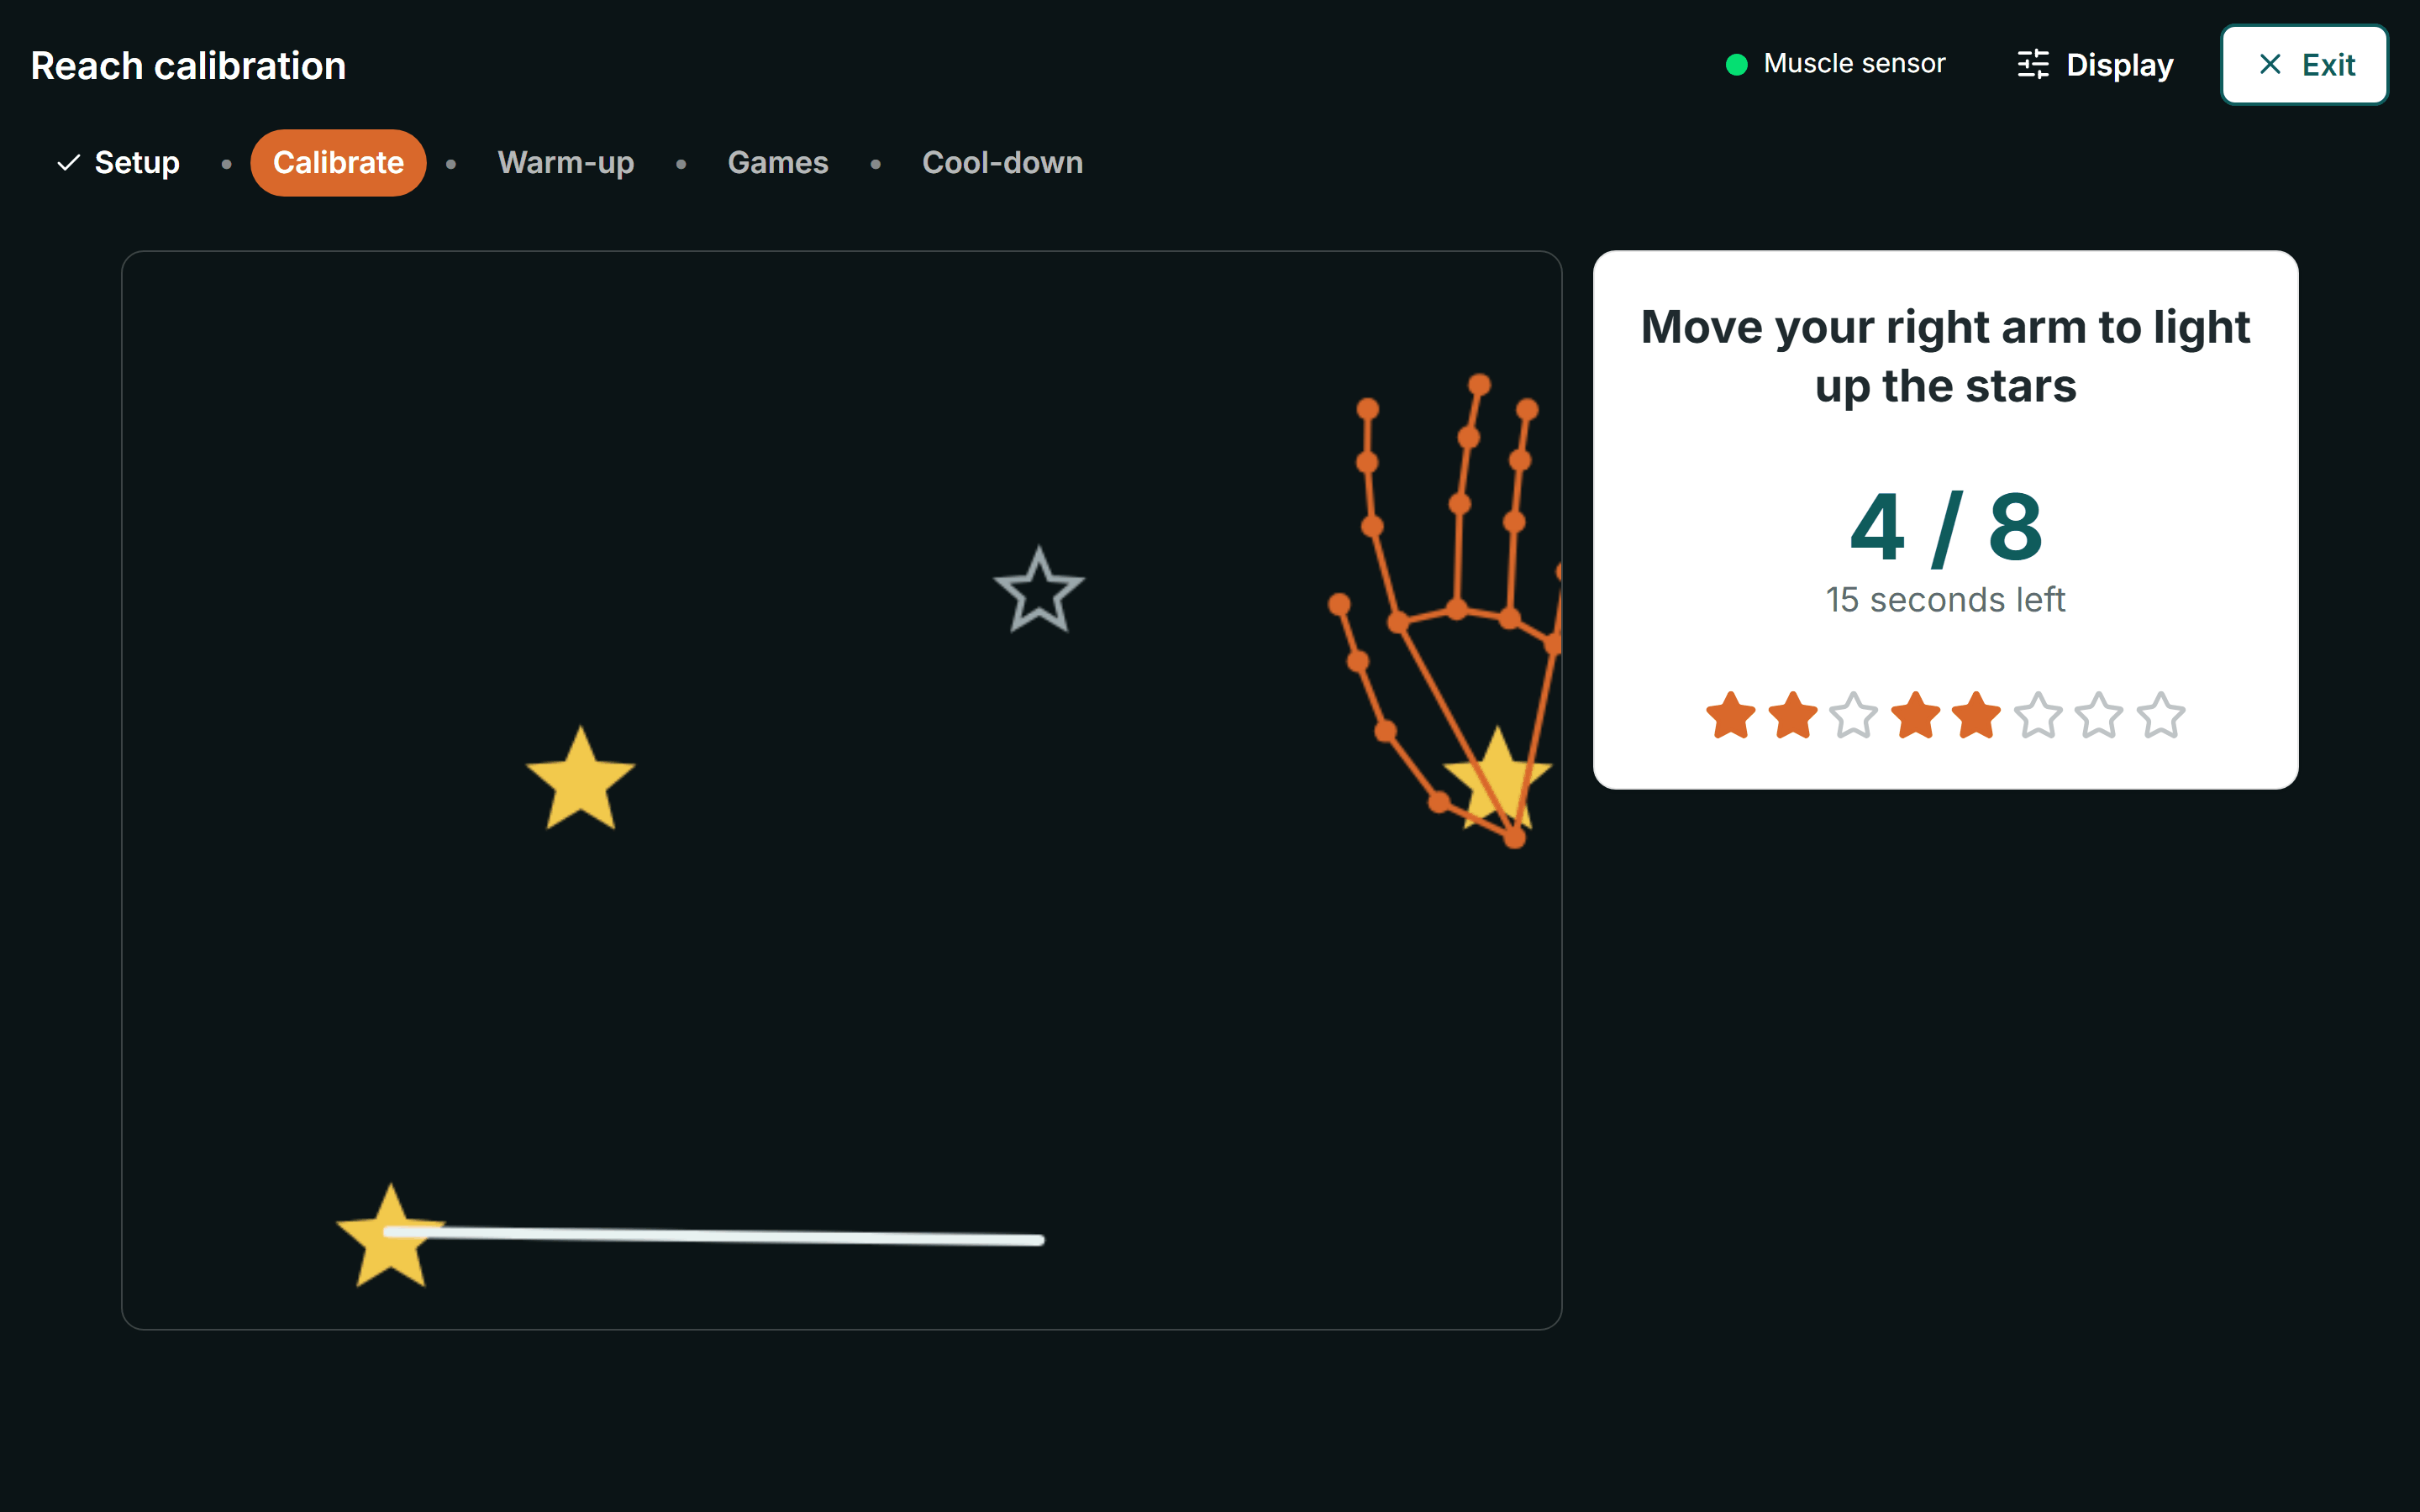 Reach calibration
Muscle sensor
Display
Exit
Setup
Calibrate
Warm-up
Games
Cool-down
Move your right arm to light
up the stars
4 / 8
15 seconds left